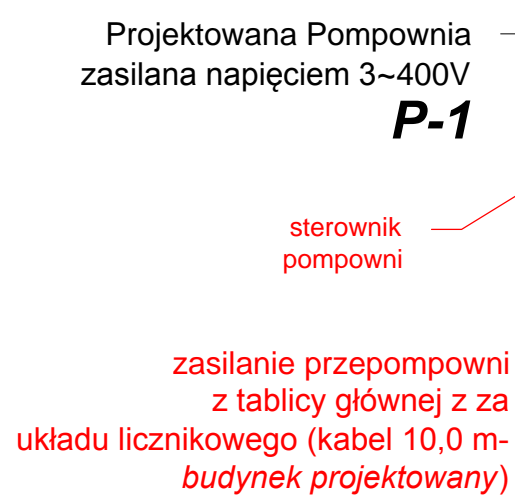 Projektowana Pompownia
zasilana napięciem 3~400V
P-1
sterownik
pompowni
zasilanie przepompowni
z tablicy głównej z za
układu licznikowego (kabel 10,0 m-
budynek projektowany)